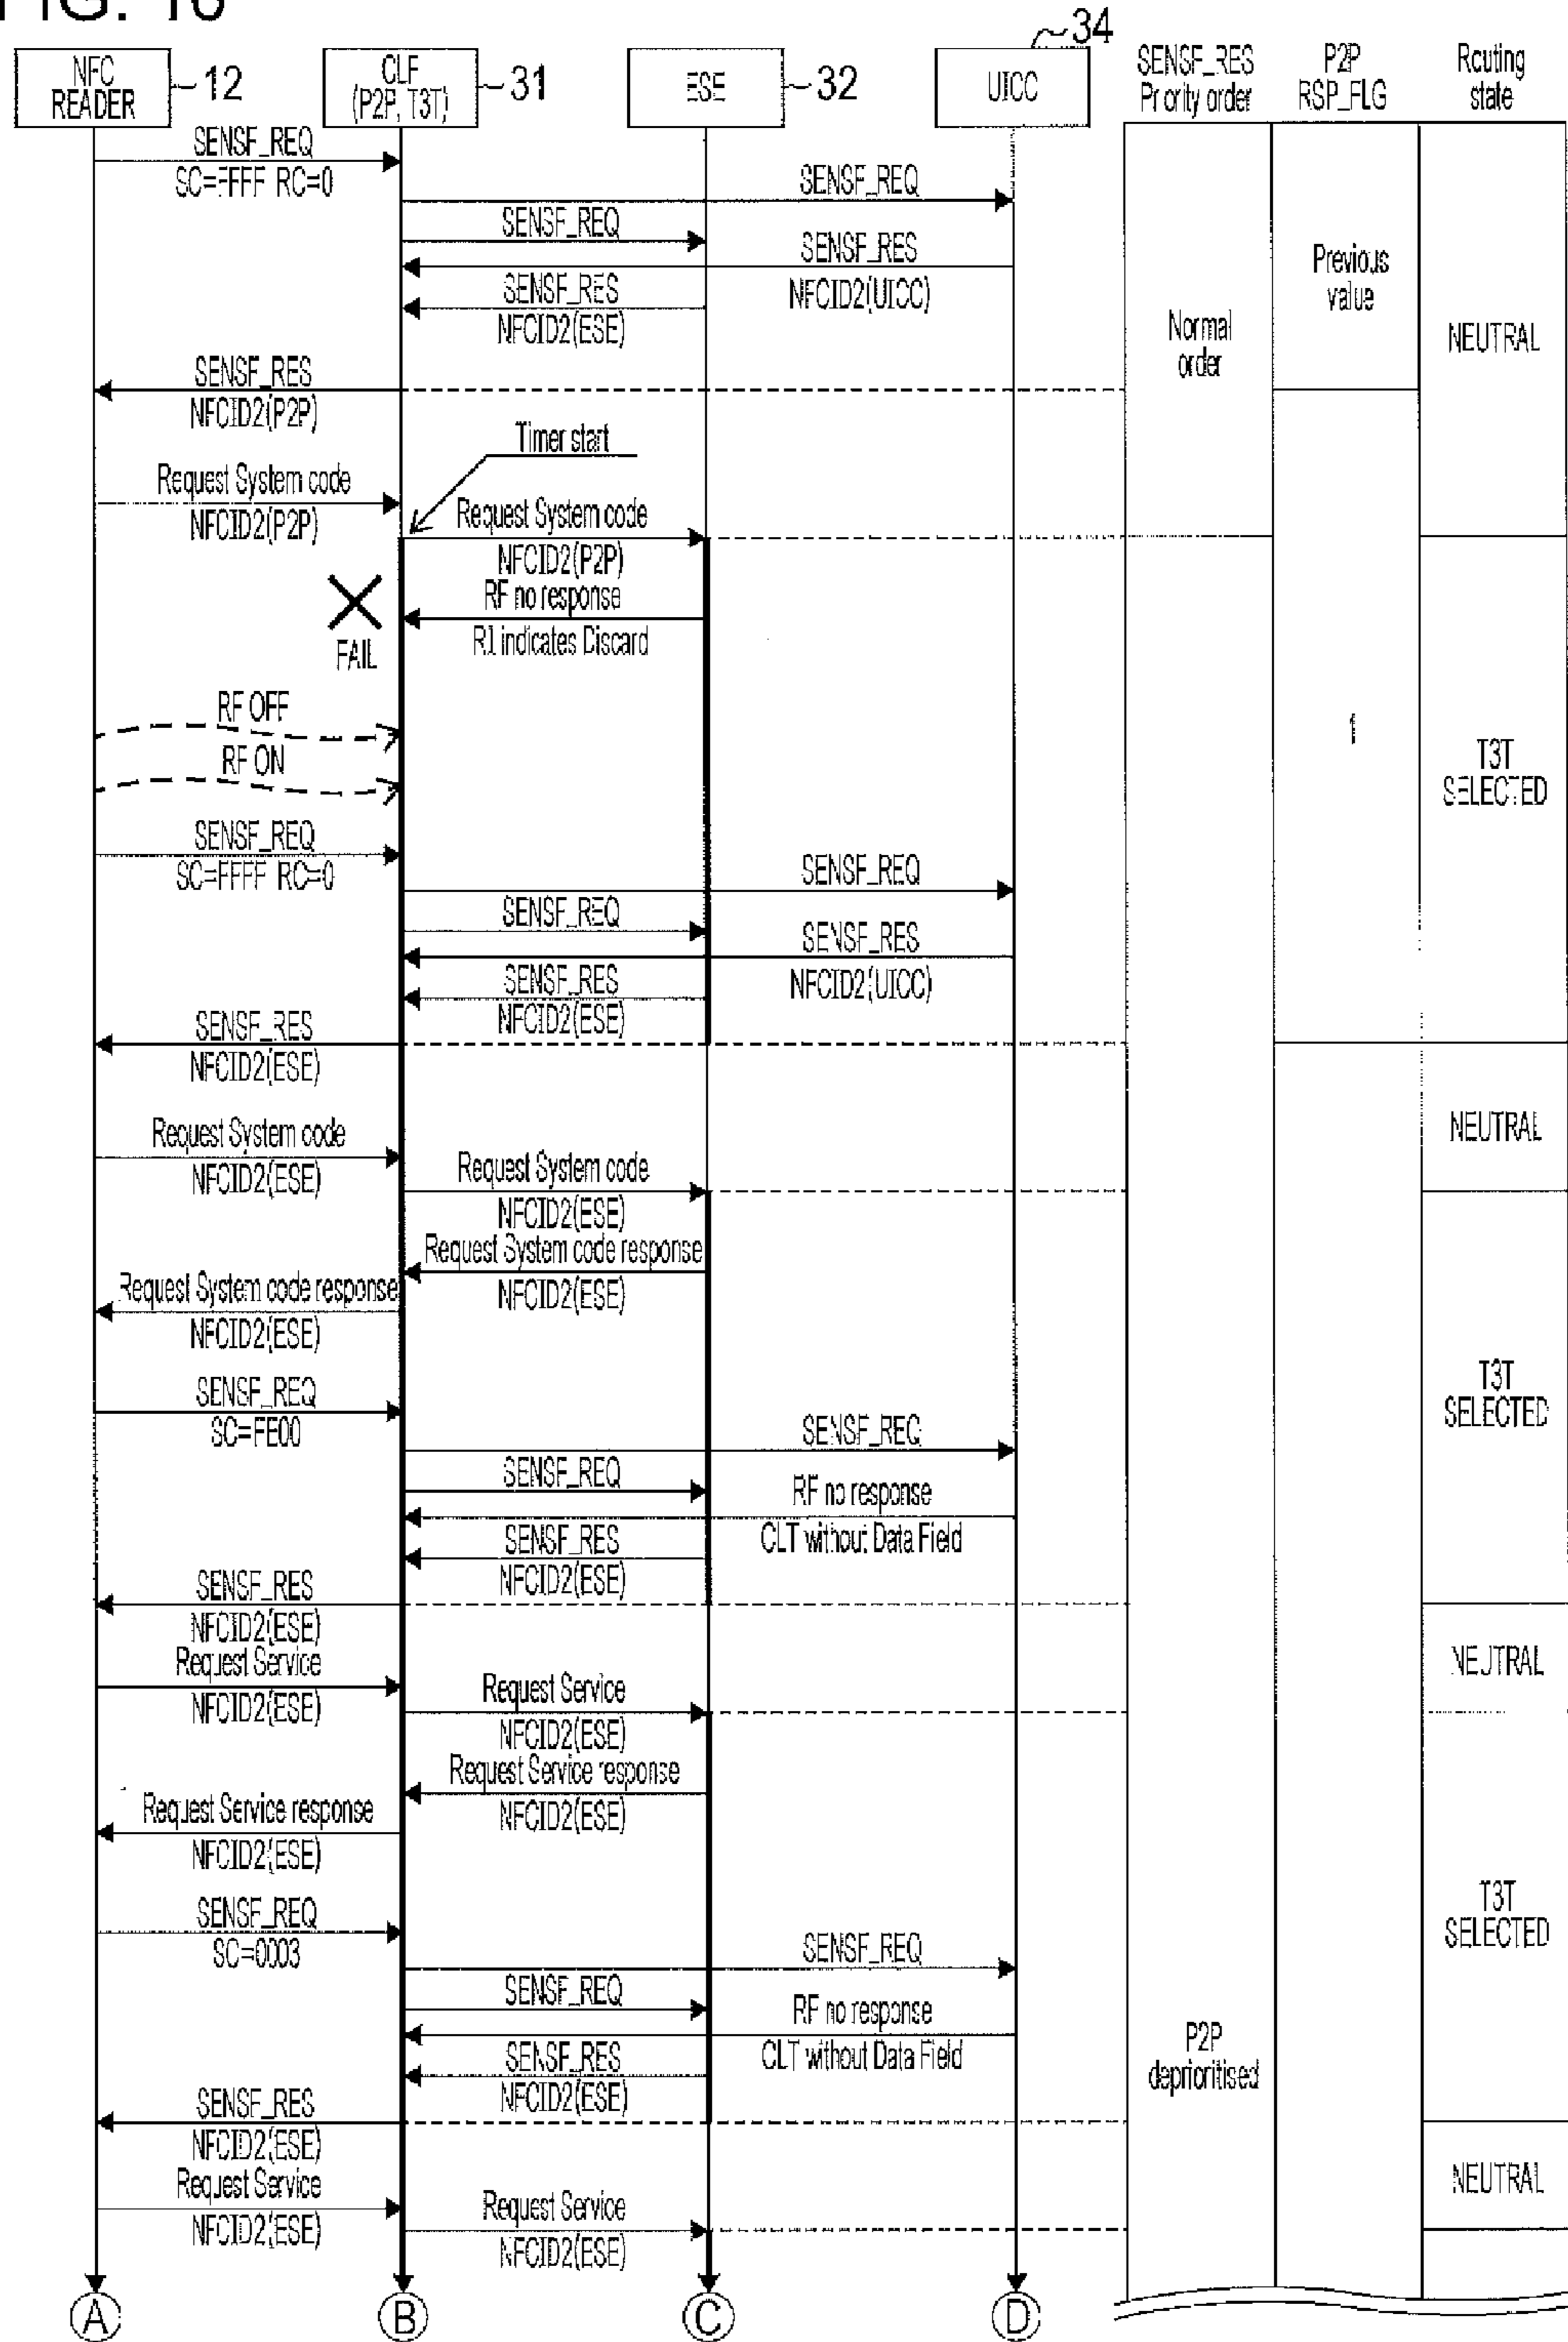 NFC
READER
12
CLF
(P2P, T3T)
31
ESE
32
UICC
34
SENSF_RES
Priority order
P2P
RSP_FLG
Routing
state
SENSF_REQ
SC=FFFF RC=0
SENSF_REQ
SENSF_REQ
SENSF_RES
NFCID2(UICC)
SENSF_RES
NFCID2(ESE)
Previous
value
Normal
order
NEUTRAL
SENSF_RES
NFCID2(P2P)
Timer start
Request System code
NFCID2(P2P)
Request System code
NFCID2(P2P)
RF no response
RI indicates Discard
FAIL
RF OFF
RF ON
1
T3T
SELECTED
SENSF_REQ
SC=FFFF RC=0
SENSF_REQ
SENSF_REQ
SENSF_RES
NFCID2(UICC)
SENSF_RES
NFCID2(ESE)
SENSF_RES
NFCID2(ESE)
NEUTRAL
Request System code
NFCID2(ESE)
Request System code
NFCID2(ESE)
Request System code response
NFCID2(ESE)
Request System code response
NFCID2(ESE)
T3T
SELECTED
SENSF_REQ
SC=FE00
SENSF_REQ
SENSF_REQ
RF no response
CLT without Data Field
SENSF_RES
NFCID2(ESE)
SENSF_RES
NFCID2(ESE)
NEUTRAL
Request Service
NFCID2(ESE)
Request Service
NFCID2(ESE)
Request Service response
NFCID2(ESE)
Request Service response
NFCID2(ESE)
T3T
SELECTED
SENSF_REQ
SC=0003
SENSF_REQ
SENSF_REQ
RF no response
CLT without Data Field
SENSF_RES
NFCID2(ESE)
P2P
deprioritised
SENSF_RES
NFCID2(ESE)
NEUTRAL
Request Service
NFCID2(ESE)
Request Service
NFCID2(ESE)
A
B
C
D